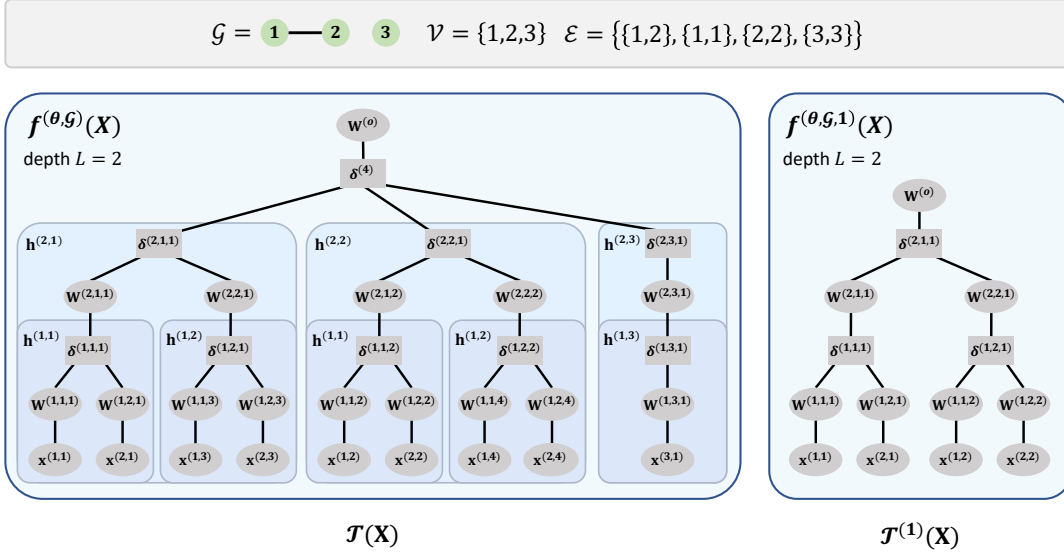 𝒢 = 1 2 3 𝒱 = {1,2,3} ℰ = {{1,2}, {1,1}, {2,2}, {3,3}}
f^(θ,𝒢)(X)
depth L = 2
W^(o)
δ^(4)
h^(2,1) δ^(2,1,1) h^(2,2) δ^(2,2,1) h^(2,3) δ^(2,3,1)
W^(2,1,1) W^(2,2,1) W^(2,1,2) W^(2,2,2) W^(2,3,1)
h^(1,1) δ^(1,1,1) h^(1,2) δ^(1,2,1) h^(1,1) δ^(1,1,2) h^(1,2) δ^(1,2,2) h^(1,3) δ^(1,3,1)
W^(1,1,1) W^(1,2,1) W^(1,1,3) W^(1,2,3) W^(1,1,2) W^(1,2,2) W^(1,1,4) W^(1,2,4) W^(1,3,1)
x^(1,1) x^(2,1) x^(1,3) x^(2,3) x^(1,2) x^(2,2) x^(1,4) x^(2,4) x^(3,1)
𝒯(X)
f^(θ,𝒢,1)(X)
depth L = 2
W^(o)
δ^(2,1,1)
W^(2,1,1) W^(2,2,1)
δ^(1,1,1) δ^(1,2,1)
W^(1,1,1) W^(1,2,1) W^(1,1,2) W^(1,2,2)
x^(1,1) x^(2,1) x^(1,2) x^(2,2)
𝒯^(1)(X)